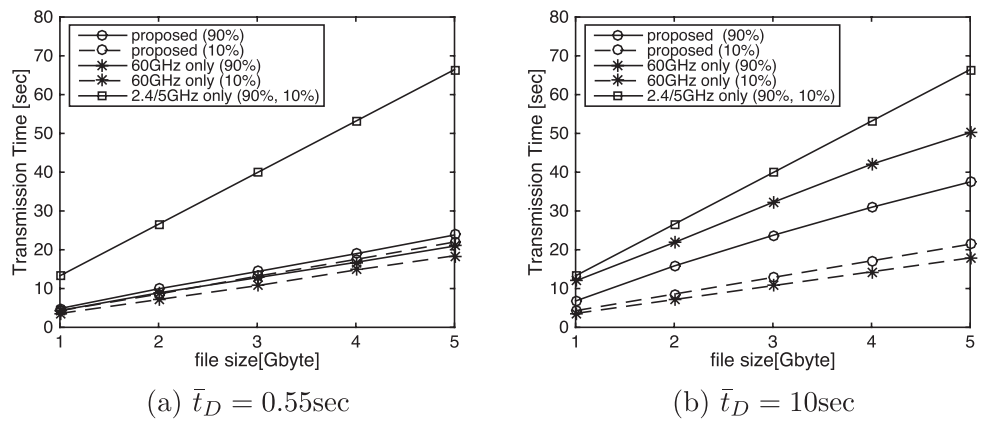 80
70
60
50
40
30
20
10
0
Transmission Time [sec]
proposed (90%)
proposed (10%)
60GHz only (90%)
60GHz only (10%)
2.4/5GHz only (90%, 10%)
1 2 3 4 5
file size[Gbyte]
(a) t̄_D = 0.55sec
80
70
60
50
40
30
20
10
0
Transmission Time [sec]
proposed (90%)
proposed (10%)
60GHz only (90%)
60GHz only (10%)
2.4/5GHz only (90%, 10%)
1 2 3 4 5
file size[Gbyte]
(b) t̄_D = 10sec